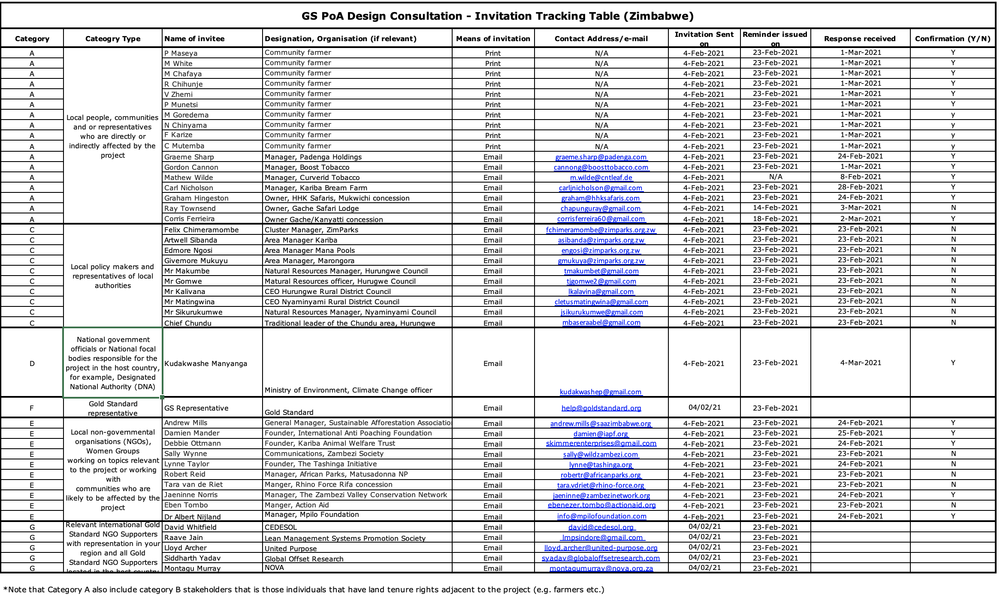 GS PoA Design Consultation - Invitation Tracking Table (Zimbabwe)
Category Cateogry Type Name of invitee Designation, Organisation (if relevant) Means of invitation Contact Address/e-mail Invitation Sent on Reminder issued on Response received Confirmation (Y/N)
A P Maseya Community farmer Print N/A 4-Feb-2021 23-Feb-2021 1-Mar-2021 Y
A M White Community farmer Print N/A 4-Feb-2021 23-Feb-2021 1-Mar-2021 Y
A M Chafaya Community farmer Print N/A 4-Feb-2021 23-Feb-2021 1-Mar-2021 Y
A R Chihunje Community farmer Print N/A 4-Feb-2021 23-Feb-2021 1-Mar-2021 Y
A V Zhemi Community farmer Print N/A 4-Feb-2021 23-Feb-2021 1-Mar-2021 Y
A P Munetsi Community farmer Print N/A 4-Feb-2021 23-Feb-2021 1-Mar-2021 Y
A M Goredema Community farmer Print N/A 4-Feb-2021 23-Feb-2021 1-Mar-2021 y
A N Chinyama Community farmer Print N/A 4-Feb-2021 23-Feb-2021 1-Mar-2021 y
A F Karize Community farmer Print N/A 4-Feb-2021 23-Feb-2021 1-Mar-2021 y
A C Mutemba Community farmer Print N/A 4-Feb-2021 23-Feb-2021 1-Mar-2021 y
A Graeme Sharp Manager, Padenga Holdings Email graeme.sharp@padenga.com 4-Feb-2021 23-Feb-2021 24-Feb-2021 Y
A Gordon Cannon Manager, Boost Tobacco Email cannong@boosttobacco.com 4-Feb-2021 23-Feb-2021 1-Mar-2021 Y
A Mathew Wilde Manager, Curverid Tobacco Email m.wilde@cntleaf.de 4-Feb-2021 N/A 8-Feb-2021 Y
A Carl Nicholson Manager, Kariba Bream Farm Email carljnicholson@gmail.com 4-Feb-2021 23-Feb-2021 28-Feb-2021 Y
A Graham Hingeston Owner, HHK Safaris, Mukwichi concession Email graham@hhksafaris.com 4-Feb-2021 23-Feb-2021 24-Feb-2021 Y
A Ray Townsend Owner, Gache Safari Lodge Email chapunguray@gmail.com 4-Feb-2021 14-Feb-2021 3-Mar-2021 N
A Corris Ferrieira Owner Gache/Kanyatti concession Email corrisferreira60@gmail.com 4-Feb-2021 18-Feb-2021 2-Mar-2021 Y
Local people, communities
and or representatives
who are directly or
indirectly affected by the
project
C Felix Chimeramombe Cluster Manager, ZimParks Email fchimeramombe@zimparks.org.zw 4-Feb-2021 23-Feb-2021 23-Feb-2021 N
C Artwell Sibanda Area Manager Kariba Email asibanda@zimparks.org.zw 4-Feb-2021 23-Feb-2021 23-Feb-2021 N
C Edmore Ngosi Area Manager Mana Pools Email engosi@zimparks.org.zw 4-Feb-2021 23-Feb-2021 23-Feb-2021 N
C Givemore Mukuyu Area Manager, Marongora Email gmukuya@zimparks.org.zw 4-Feb-2021 23-Feb-2021 23-Feb-2021 N
C Mr Makumbe Natural Resources Manager, Hurungwe Council Email tmakumbet@gmail.com 4-Feb-2021 23-Feb-2021 23-Feb-2021 N
C Mr Gomwe Matural Resources officer, Hurugwe Council Email tjgomwe2@gmail.com 4-Feb-2021 23-Feb-2021 23-Feb-2021 N
C Mr Kalivana CEO Hurungwe Rural District Council Email lkalavina@gmail.com 4-Feb-2021 23-Feb-2021 23-Feb-2021 N
C Mr Matingwina CEO Nyaminyami Rural District Council Email cletusmatingwina@gmail.com 4-Feb-2021 23-Feb-2021 23-Feb-2021 N
C Mr Sikurukumwe Natural Resources Manager, Nyaminyami Council Email jsikurukumwe@gmail.com 4-Feb-2021 23-Feb-2021 23-Feb-2021 N
C Chief Chundu Traditional leader of the Chundu area, Hurungwe Email mbaseraabel@gmail.com 4-Feb-2021 23-Feb-2021 23-Feb-2021 N
Local policy makers and
representatives of local
authorities
National government
officials or National focal
bodies responsible for the
project in the host country,
for example, Designated
National Authority (DNA)
D Kudakwashe Manyanga Ministry of Environment, Climate Change officer Email kudakwashep@gmail.com 4-Feb-2021 23-Feb-2021 4-Mar-2021 Y
Gold Standard
representative
F GS Representative Gold Standard Email help@goldstandard.org 04/02/21 23-Feb-2021
E Andrew Mills General Manager, Sustainable Afforestation Association Email andrew.mills@saazimbabwe.org 4-Feb-2021 23-Feb-2021 24-Feb-2021 Y
E Damien Mander Founder, International Anti Poaching Foundation Email damien@iapf.org 4-Feb-2021 23-Feb-2021 25-Feb-2021 Y
E Debbie Ottmann Founder, Kariba Animal Welfare Trust Email skimmerenterprises@gmail.com 4-Feb-2021 23-Feb-2021 24-Feb-2021 Y
E Sally Wynne Communications, Zambezi Society Email sally@wildzambezi.com 4-Feb-2021 23-Feb-2021 23-Feb-2021 N
E Lynne Taylor Founder, The Tashinga Initiative Email lynne@tashinga.org 4-Feb-2021 23-Feb-2021 24-Feb-2021 N
E Robert Reid Manager, African Parks, Matusadonna NP Email robertr@africanparks.org 4-Feb-2021 23-Feb-2021 23-Feb-2021 N
E Tara van de Riet Manger, Rhino Force Rifa concession Email tara.vdriet@rhino-force.org 4-Feb-2021 23-Feb-2021 23-Feb-2021 N
E Jaeninne Norris Manager, The Zambezi Valley Conservation Network Email jaeninne@zambezinetwork.org 4-Feb-2021 23-Feb-2021 24-Feb-2021 Y
E Eben Tombo Manger, Action Aid Email ebenezer.tombo@actionaid.org 4-Feb-2021 23-Feb-2021 23-Feb-2021 N
E Dr Albert Nijland Manager, Mpilo Foundation Email info@mpilofoundation.com 4-Feb-2021 23-Feb-2021 24-Feb-2021 Y
Local non-governmental
organisations (NGOs),
Women Groups
working on topics relevant
to the project or working
with
communities who are
likely to be affected by the
project
G David Whitfield CEDESOL Email david@cedesol.org 04/02/21 23-Feb-2021
G Raave Jain Lean Management Systems Promotion Society Email lmpsindore@gmail.com 04/02/21 23-Feb-2021
G Lloyd Archer United Purpose Email lloyd.archer@united-purpose.org 04/02/21 23-Feb-2021
G Siddharth Yadav Global Offset Research Email syadav@globaloffsetresearch.com 04/02/21 23-Feb-2021
G Montagu Murray NOVA Email montagumurray@nova.org.za 04/02/21 23-Feb-2021
Relevant international Gold
Standard NGO Supporters
with representation in your
region and all Gold
Standard NGO Supporters
located in the host country
*Note that Category A also include category B stakeholders that is those individuals that have land tenure rights adjacent to the project (e.g. farmers etc.)